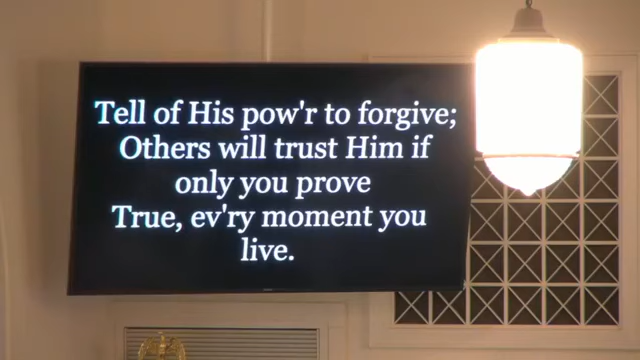 Tell of His pow'r to forgive;
Others will trust Him if
only you prove
True, ev'ry moment you
live.